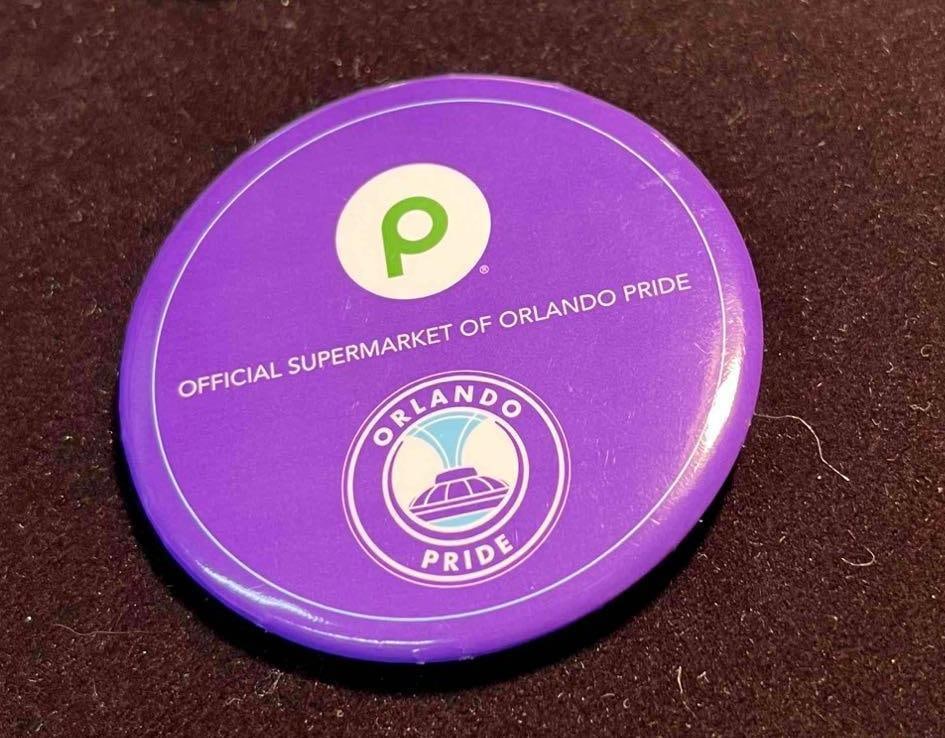 p
®
OFFICIAL SUPERMARKET OF ORLANDO PRIDE
ORLANDO
PRIDE